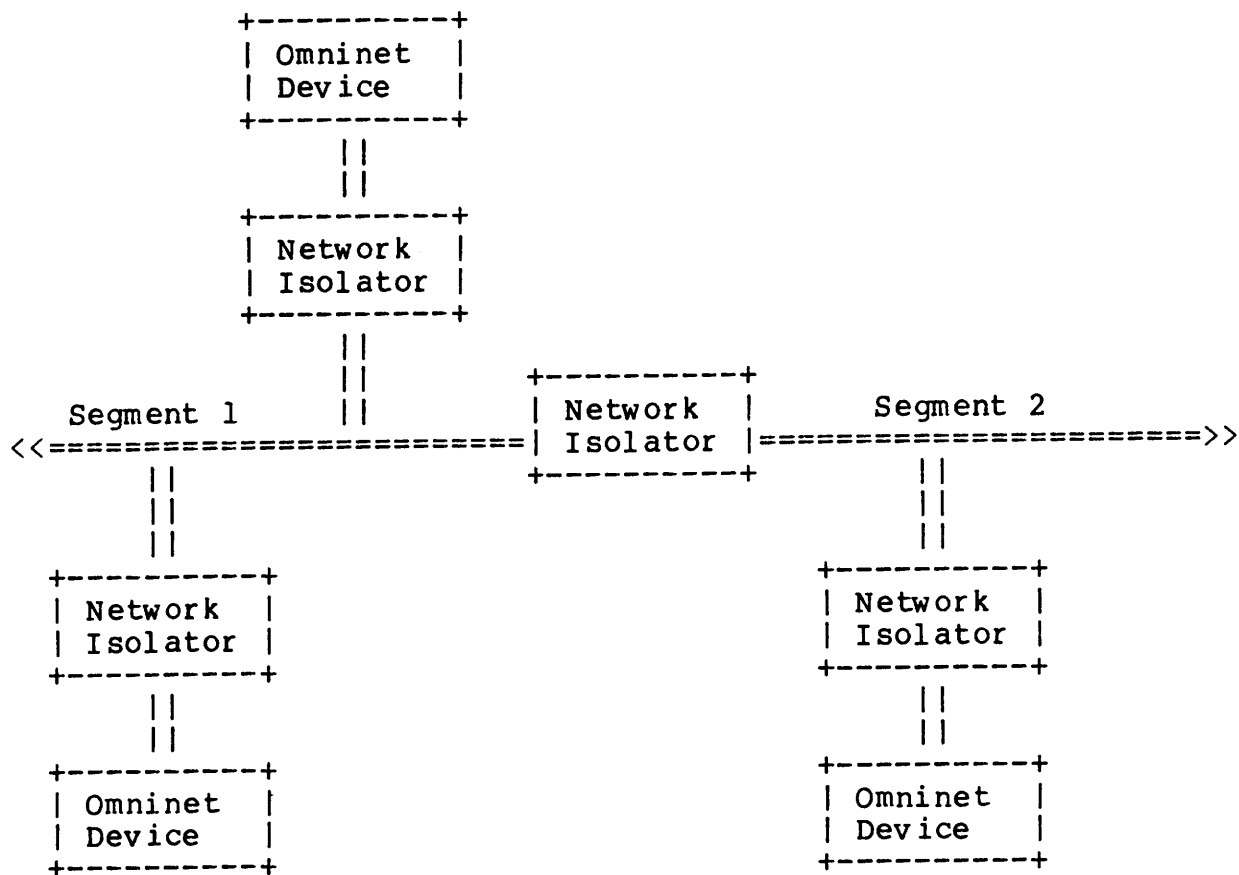 Omninet
Device
Network
Isolator
Segment 1
Network
Isolator
Segment 2
Network
Isolator
Network
Isolator
Omninet
Device
Omninet
Device